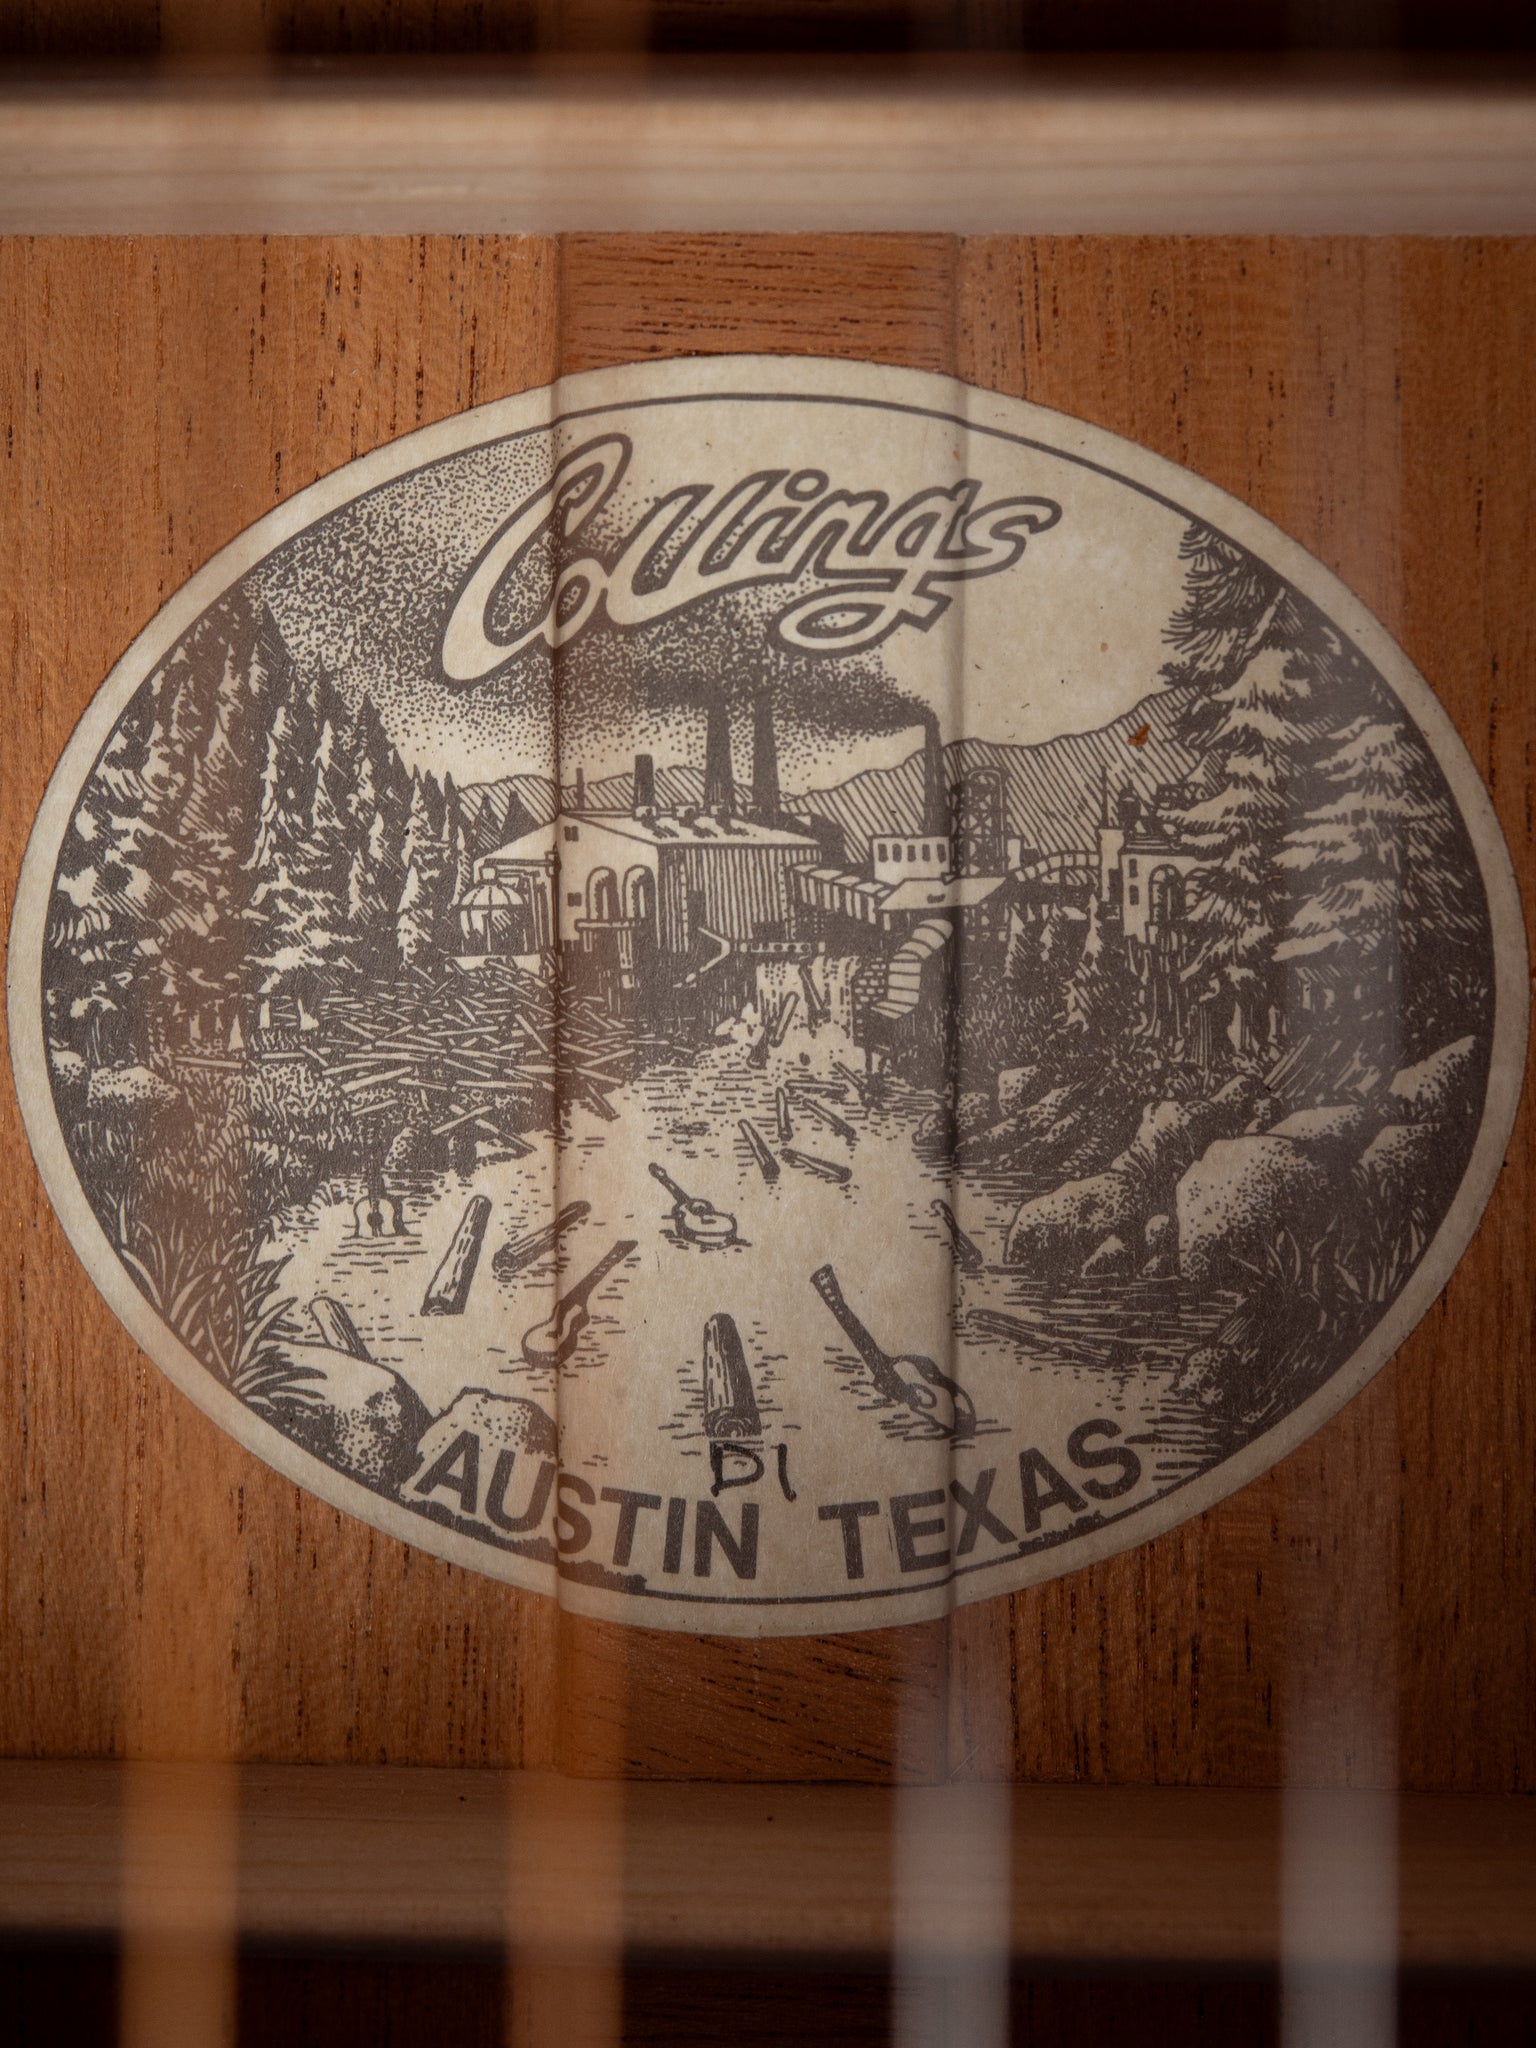 Collings
D1
AUSTIN TEXAS